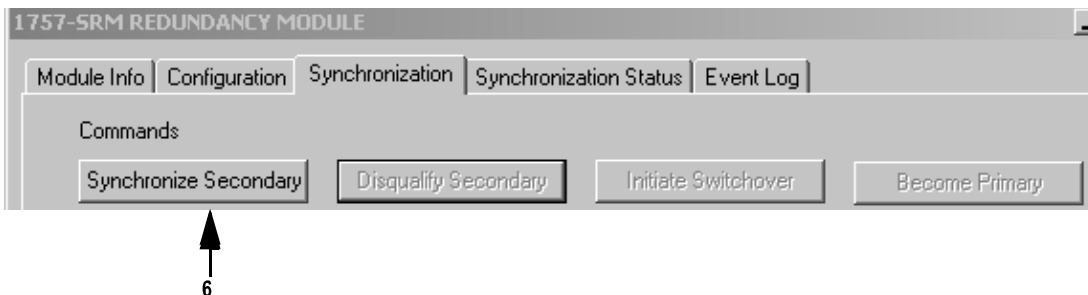 1757-SRM REDUNDANCY MODULE
Module Info Configuration Synchronization Synchronization Status Event Log
Commands
Synchronize Secondary Disqualify Secondary Initiate Switchover Become Primary
6